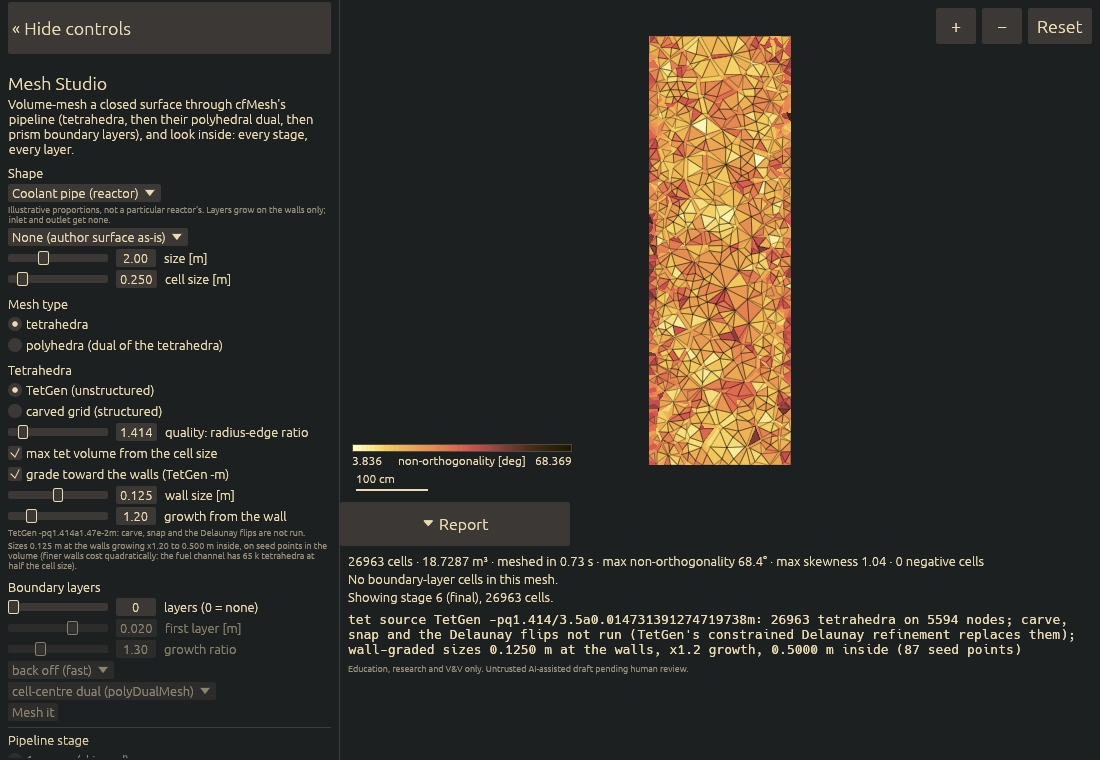 « Hide controls
Mesh Studio
Volume-mesh a closed surface through cfMesh's
pipeline (tetrahedra, then their polyhedral dual, then
prism boundary layers), and look inside: every stage,
every layer.
Shape
Coolant pipe (reactor)
Illustrative proportions, not a particular reactor's. Layers grow on the walls only;
inlet and outlet get none.
None (author surface as-is)
2.00 size [m]
0.250 cell size [m]
Mesh type
tetrahedra
polyhedra (dual of the tetrahedra)
Tetrahedra
TetGen (unstructured)
carved grid (structured)
1.414 quality: radius-edge ratio
max tet volume from the cell size
grade toward the walls (TetGen -m)
0.125 wall size [m]
1.20 growth from the wall
TetGen -pq1.414a1.47e-2m: carve, snap and the Delaunay flips are not run.
Sizes 0.125 m at the walls growing x1.20 to 0.500 m inside, on seed points in the
volume (finer walls cost quadratically: the fuel channel has 65 k tetrahedra at
half the cell size).
Boundary layers
0 layers (0 = none)
0.020 first layer [m]
1.30 growth ratio
back off (fast)
cell-centre dual (polyDualMesh)
Mesh it
Pipeline stage
+ − Reset
3.836 non-orthogonality [deg] 68.369
100 cm
Report
26963 cells · 18.7287 m³ · meshed in 0.73 s · max non-orthogonality 68.4° · max skewness 1.04 · 0 negative cells
No boundary-layer cells in this mesh.
Showing stage 6 (final), 26963 cells.
tet source TetGen -pq1.414/3.5a0.014731391274719738m: 26963 tetrahedra on 5594 nodes; carve,
snap and the Delaunay flips not run (TetGen's constrained Delaunay refinement replaces them);
wall-graded sizes 0.1250 m at the walls, x1.2 growth, 0.5000 m inside (87 seed points)
Education, research and V&V only. Untrusted AI-assisted draft pending human review.